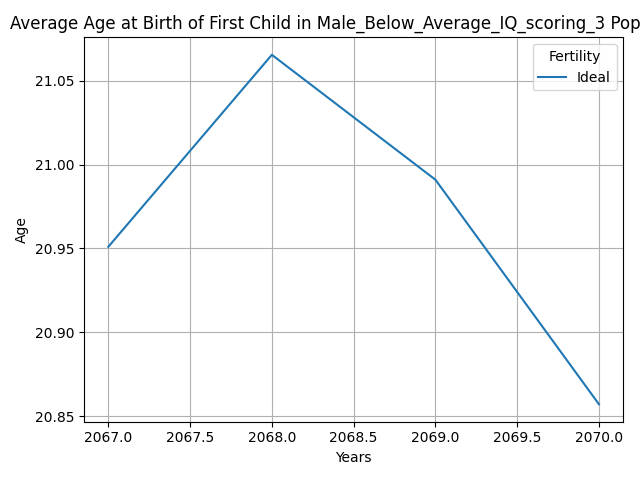 Average Age at Birth of First Child in Male_Below_Average_IQ_scoring_3 Pop
Fertility
Ideal
21.05
21.00
20.95
20.90
20.85
Age
2067.0 2067.5 2068.0 2068.5 2069.0 2069.5 2070.0
Years